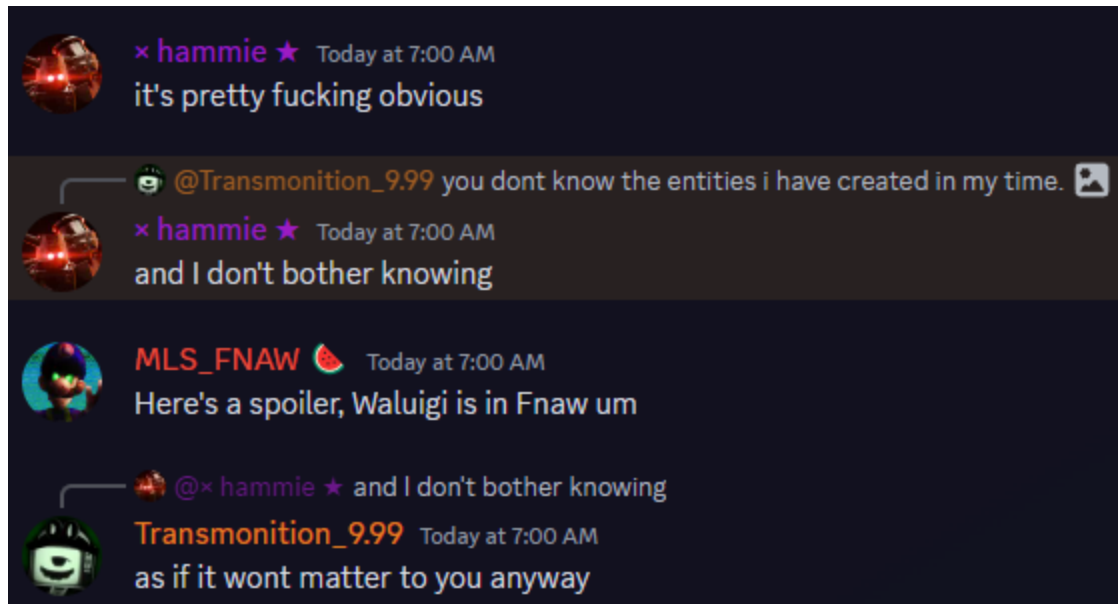 × hammie ★ Today at 7:00 AM
it's pretty fucking obvious
@Transmonition_9.99 you dont know the entities i have created in my time.
× hammie ★ Today at 7:00 AM
and I don't bother knowing
MLS_FNAW 🍉 Today at 7:00 AM
Here's a spoiler, Waluigi is in Fnaw um
@× hammie ★ and I don't bother knowing
Transmonition_9.99 Today at 7:00 AM
as if it wont matter to you anyway